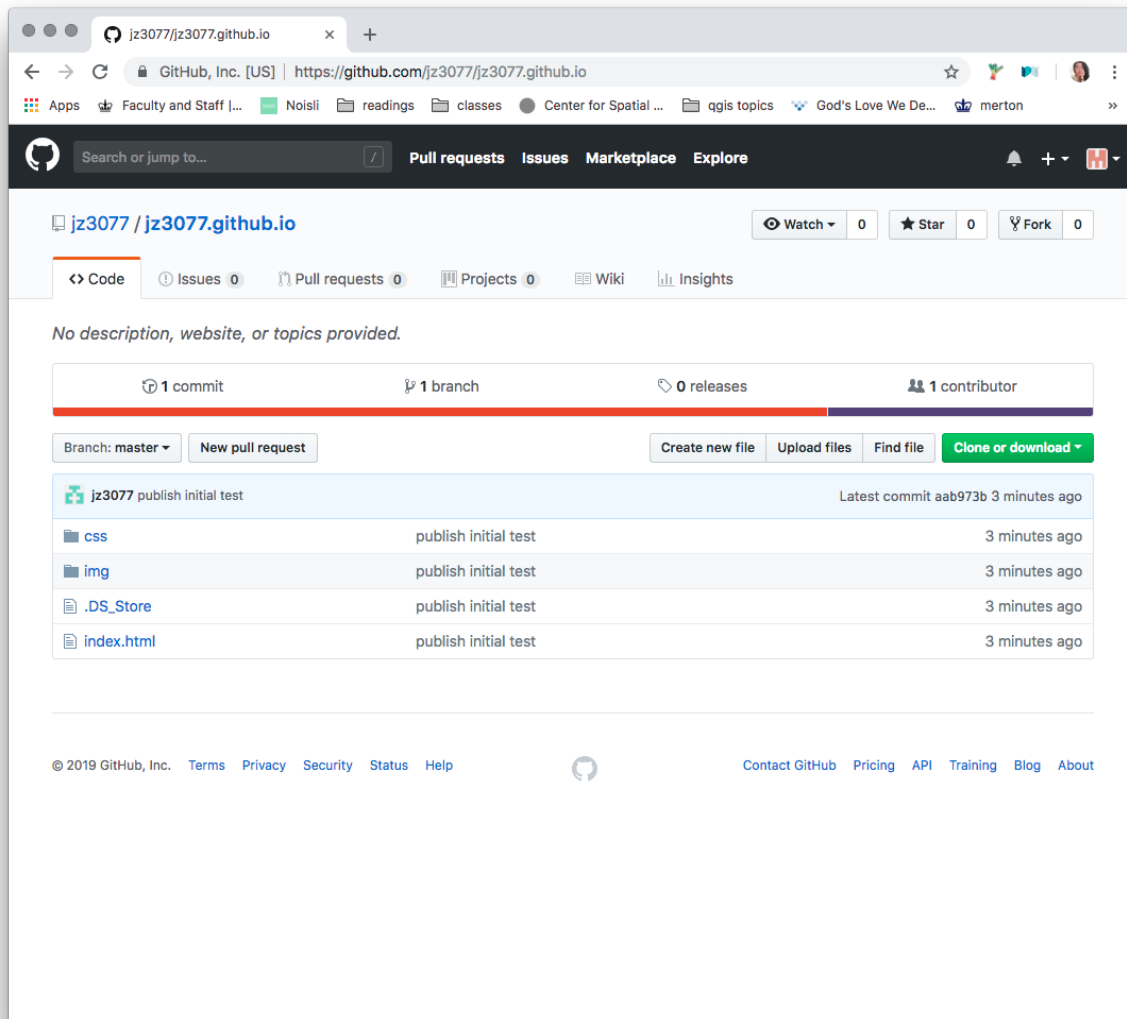 jz3077/jz3077.github.io
GitHub, Inc. [US] | https://github.com/jz3077/jz3077.github.io
Apps Faculty and Staff |... Noisli readings classes Center for Spatial ... qgis topics God's Love We De... merton »
Search or jump to... / Pull requests Issues Marketplace Explore
jz3077 / jz3077.github.io Watch 0 Star 0 Fork 0
Code Issues 0 Pull requests 0 Projects 0 Wiki Insights
No description, website, or topics provided.
1 commit 1 branch 0 releases 1 contributor
Branch: master New pull request Create new file Upload files Find file Clone or download
jz3077 publish initial test Latest commit aab973b 3 minutes ago
css publish initial test 3 minutes ago
img publish initial test 3 minutes ago
.DS_Store publish initial test 3 minutes ago
index.html publish initial test 3 minutes ago
© 2019 GitHub, Inc. Terms Privacy Security Status Help Contact GitHub Pricing API Training Blog About